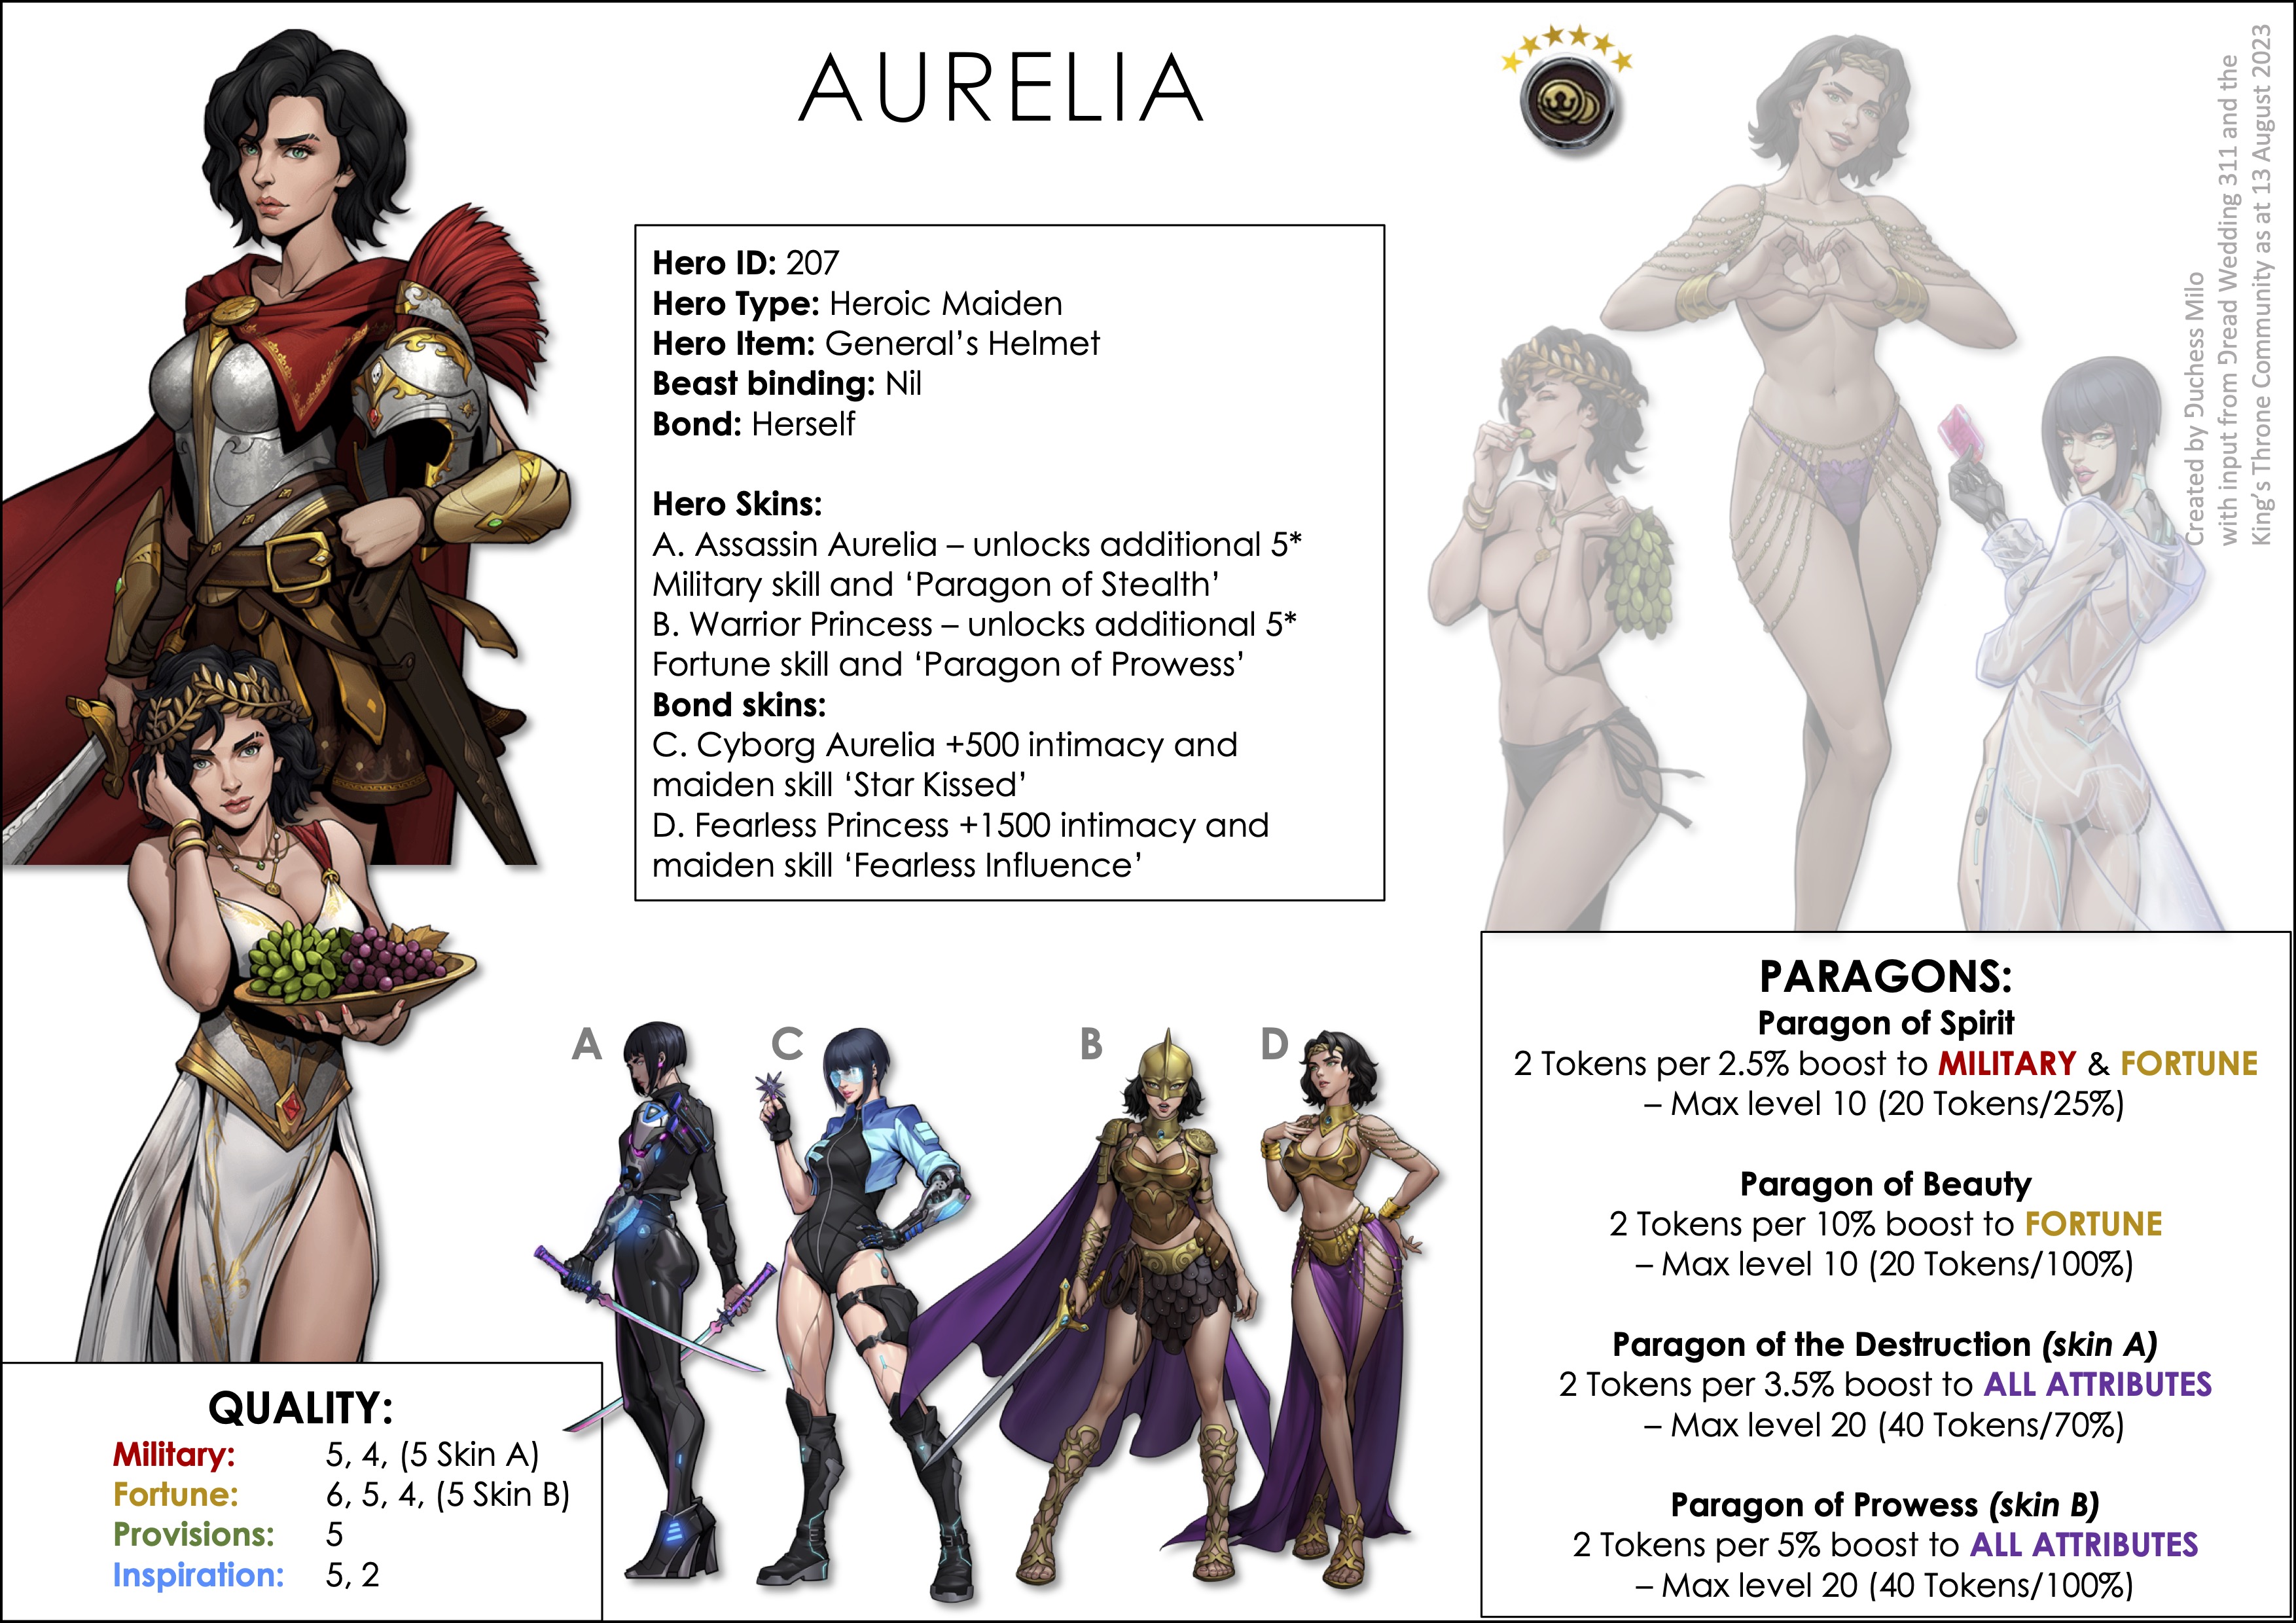 AURELIA
Hero ID: 207
Hero Type: Heroic Maiden
Hero Item: General's Helmet
Beast binding: Nil
Bond: Herself
Hero Skins:
A. Assassin Aurelia – unlocks additional 5*
Military skill and ‘Paragon of Stealth’
B. Warrior Princess – unlocks additional 5*
Fortune skill and ‘Paragon of Prowess’
Bond skins:
C. Cyborg Aurelia +500 intimacy and
maiden skill ‘Star Kissed’
D. Fearless Princess +1500 intimacy and
maiden skill ‘Fearless Influence’
Created by Duchess Milo
with input from Dread Wedding 311 and the
King's Throne Community as at 13 August 2023
A
C
B
D
QUALITY:
Military: 5, 4, (5 Skin A)
Fortune: 6, 5, 4, (5 Skin B)
Provisions: 5
Inspiration: 5, 2
PARAGONS:
Paragon of Spirit
2 Tokens per 2.5% boost to MILITARY & FORTUNE
– Max level 10 (20 Tokens/25%)
Paragon of Beauty
2 Tokens per 10% boost to FORTUNE
– Max level 10 (20 Tokens/100%)
Paragon of the Destruction (skin A)
2 Tokens per 3.5% boost to ALL ATTRIBUTES
– Max level 20 (40 Tokens/70%)
Paragon of Prowess (skin B)
2 Tokens per 5% boost to ALL ATTRIBUTES
– Max level 20 (40 Tokens/100%)